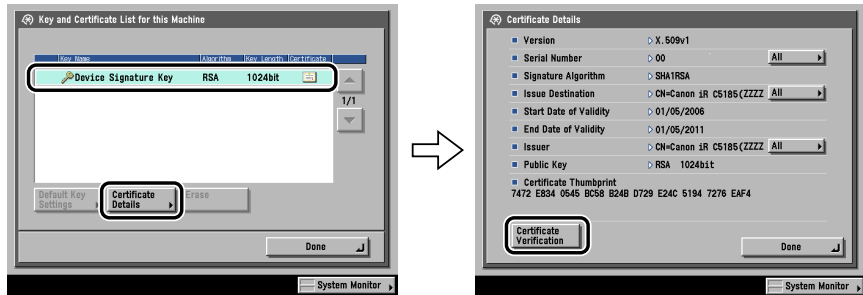 Key and Certificate List for this Machine
Key Name Algorithm Key Length Certificate
Device Signature Key RSA 1024bit
1/1
Default Key Settings
Certificate Details
Erase
Done
System Monitor
Certificate Details
Version X.509v1
Serial Number 00 All
Signature Algorithm SHA1RSA
Issue Destination CN=Canon iR C5185(ZZZZ All
Start Date of Validity 01/05/2006
End Date of Validity 01/05/2011
Issuer CN=Canon iR C5185(ZZZZ All
Public Key RSA 1024bit
Certificate Thumbprint
7472 E834 0545 BC58 B24B D729 E24C 5194 7276 EAF4
Certificate Verification
Done
System Monitor